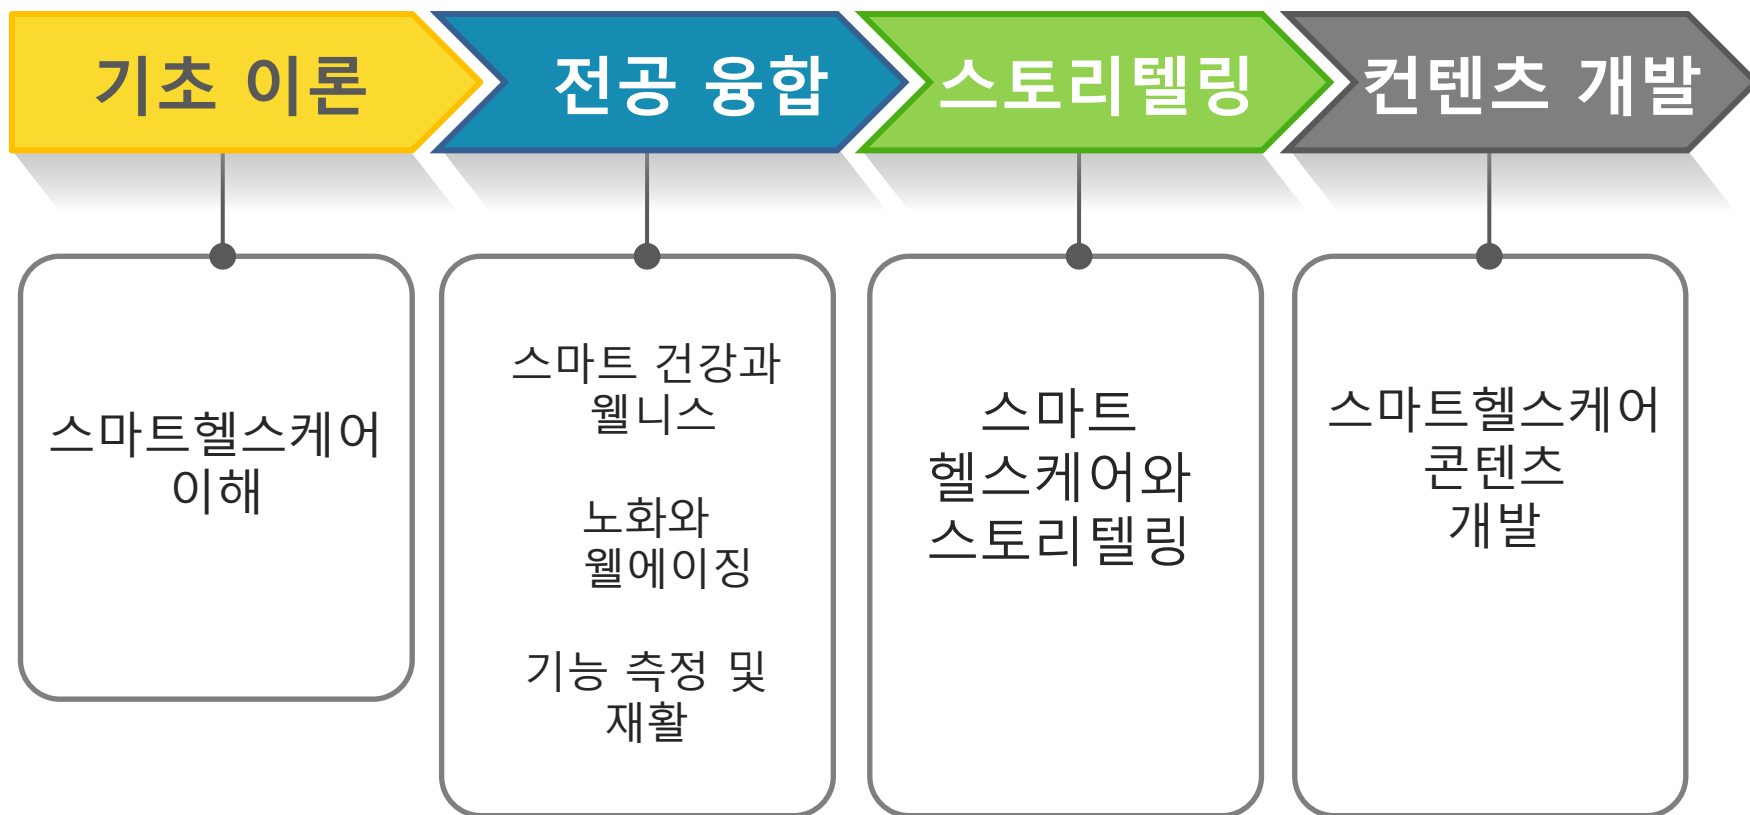 기초 이론
전공 융합
스토리텔링
컨텐츠 개발
스마트헬스케어
이해
스마트 건강과
웰니스
노화와
웰에이징
기능 측정 및
재활
스마트
헬스케어와
스토리텔링
스마트헬스케어
콘텐츠
개발